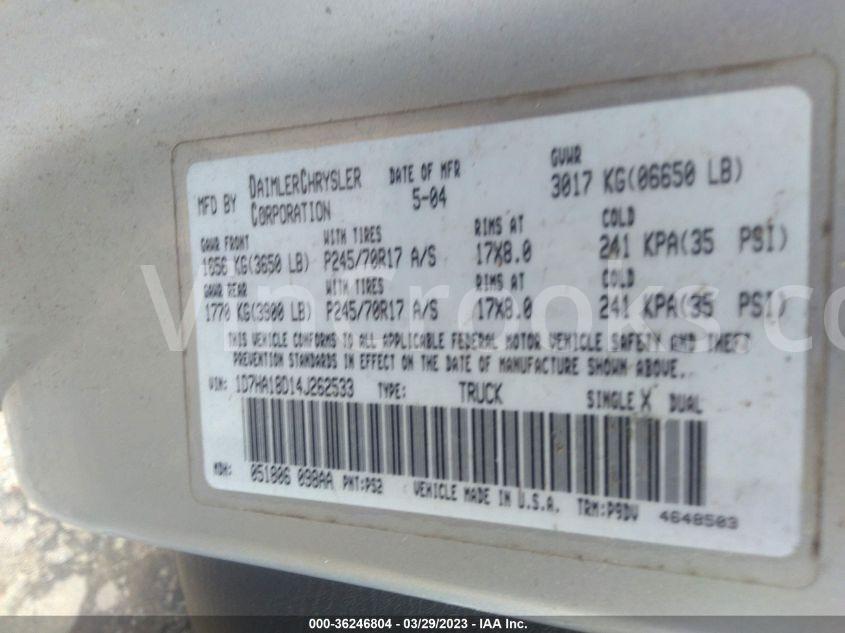 MFD BY DAIMLERCHRYSLER CORPORATION
DATE OF MFR 5-04
GVWR 3017 KG(06650 LB)
GAWR FRONT WITH TIRES RIMS AT COLD
1656 KG(3650 LB) P245/70R17 A/S 17X8.0 241 KPA(35 PSI)
GAWR REAR WITH TIRES RIMS AT COLD
1770 KG(3900 LB) P245/70R17 A/S 17X8.0 241 KPA(35 PSI)
THIS VEHICLE CONFORMS TO ALL APPLICABLE FEDERAL MOTOR VEHICLE SAFETY AND THEFT
PREVENTION STANDARDS IN EFFECT ON THE DATE OF MANUFACTURE SHOWN ABOVE.
VIN: 1D7HA18D14J262533 TYPE: TRUCK SINGLE X DUAL
MDH: 051806 098AA PNT:PS2 VEHICLE MADE IN U.S.A. TRM:P9DV 4648503
VinCrooks.com
000-36246804 — 03/29/2023 — IAA Inc.